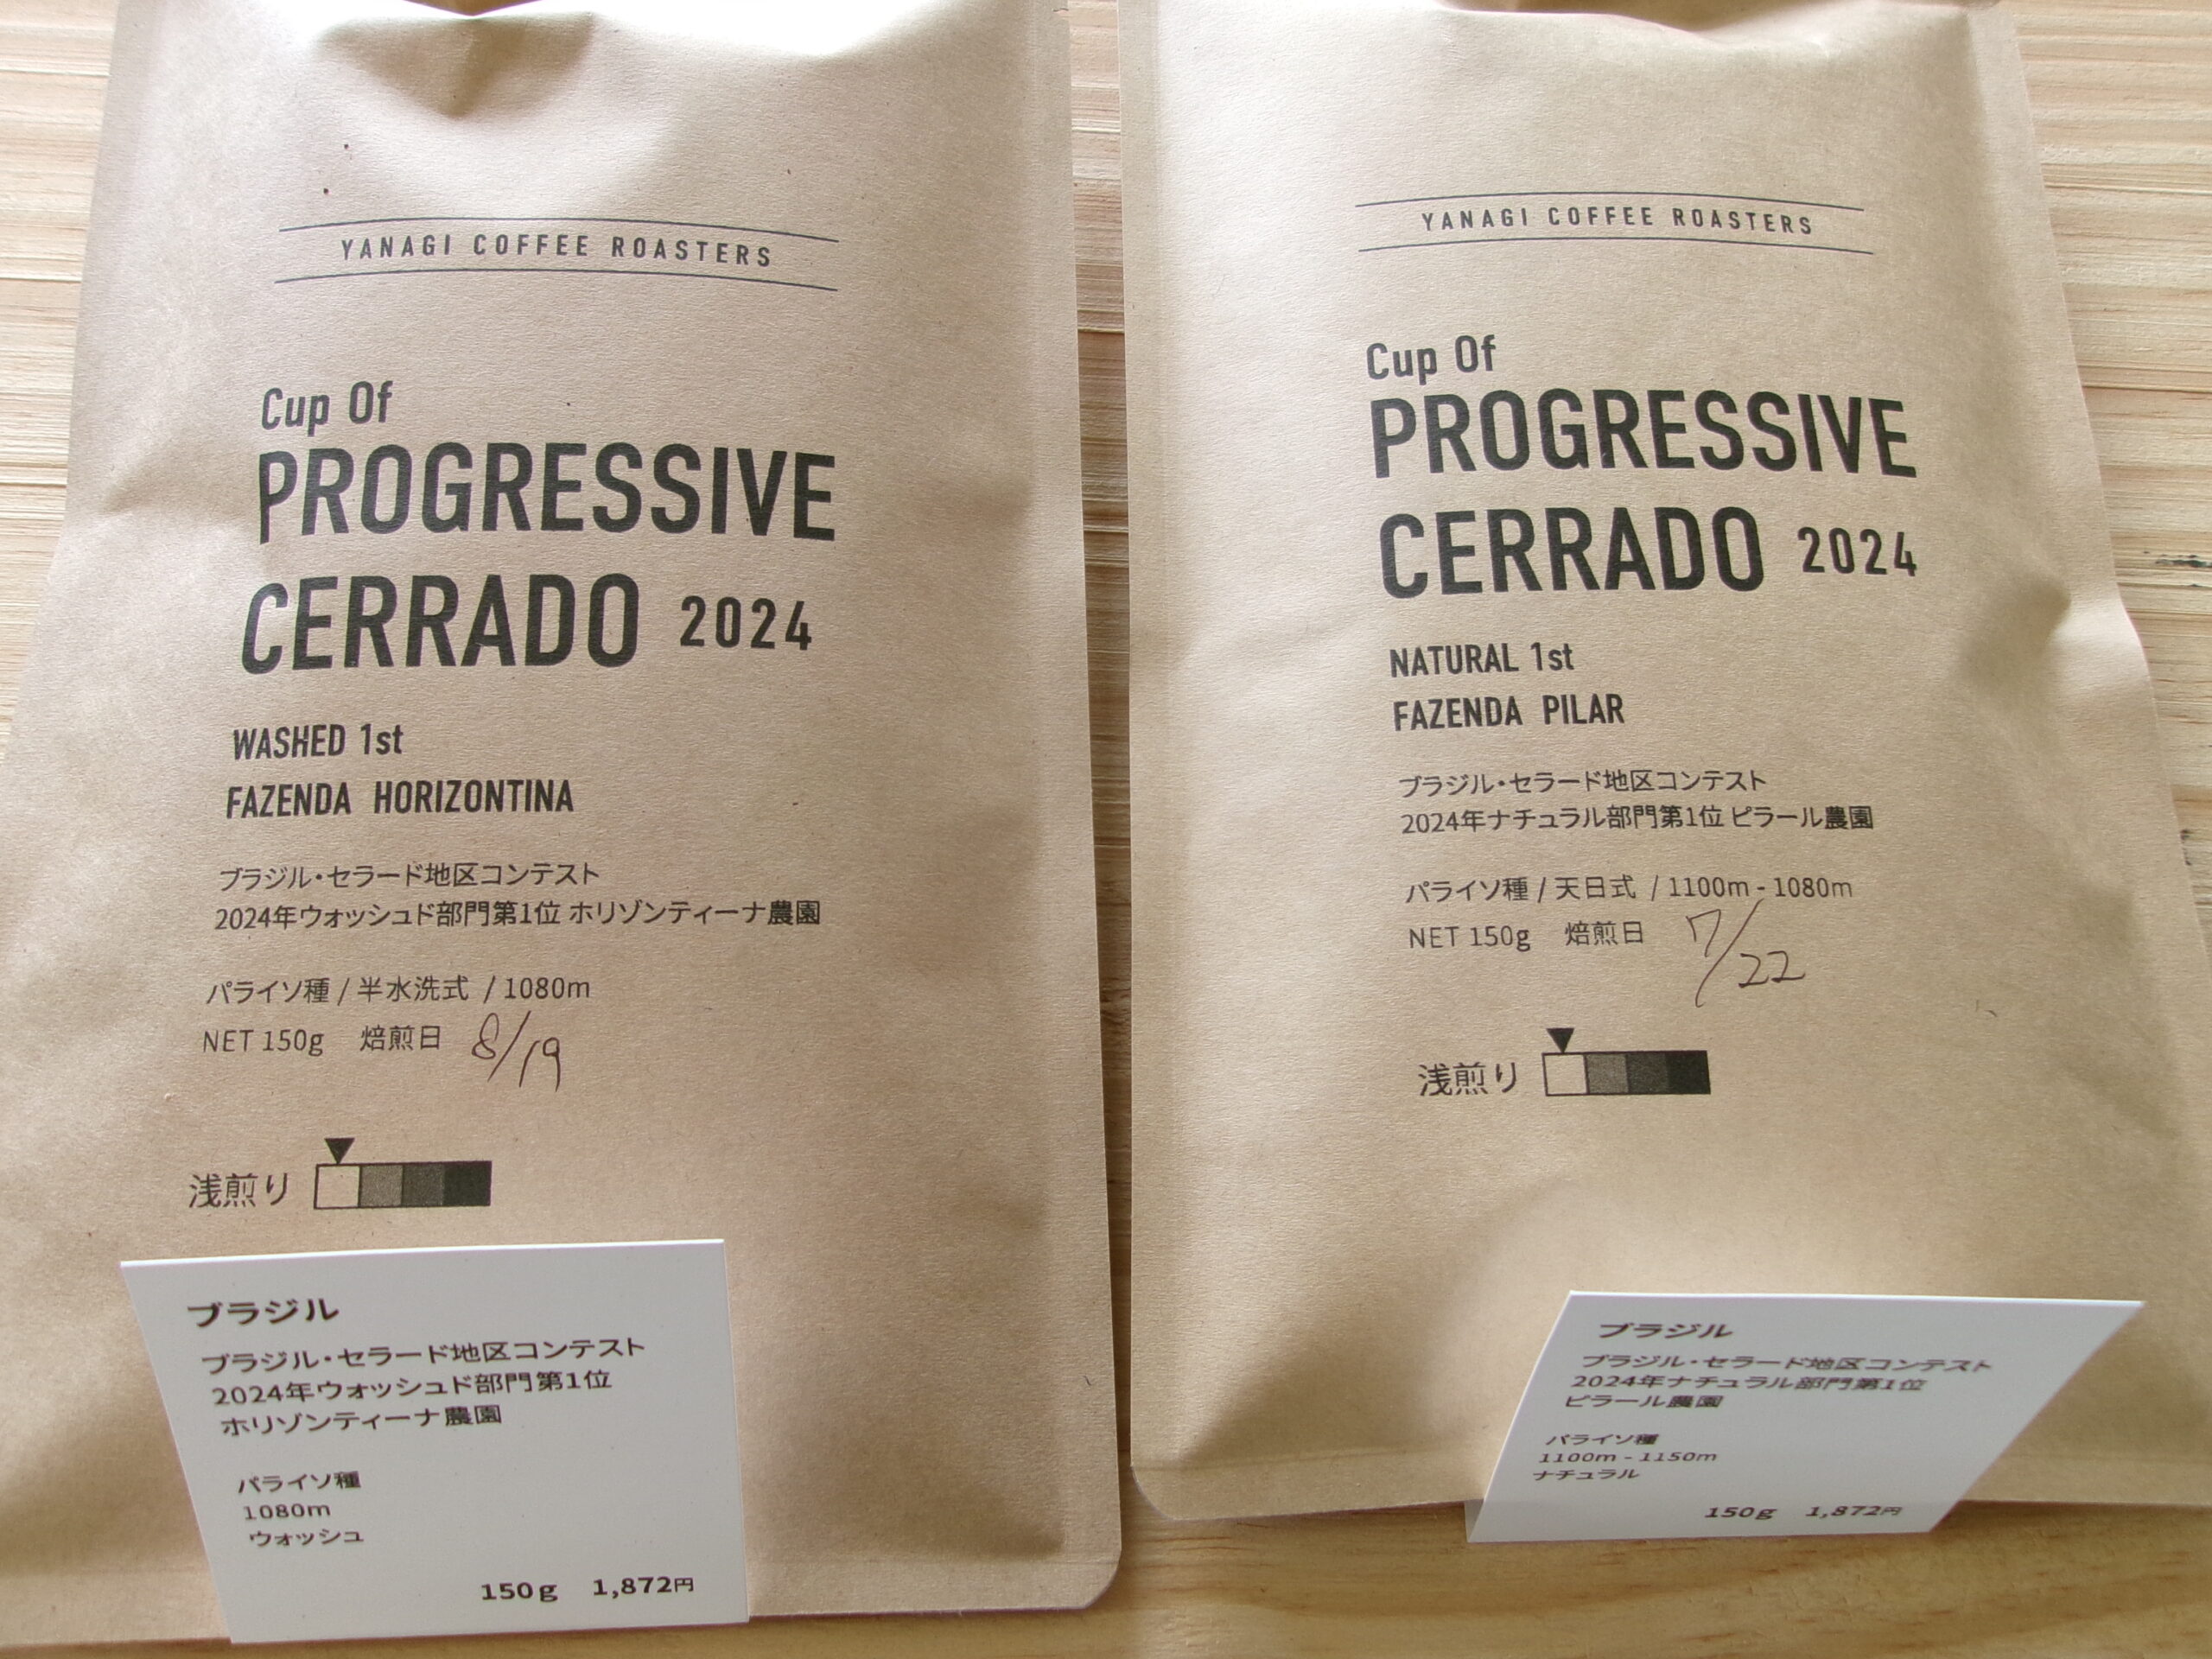 YANAGI COFFEE ROASTERS
Cup Of
PROGRESSIVE
CERRADO 2024
WASHED 1st
FAZENDA HORIZONTINA
ブラジル・セラード地区コンテスト
2024年ウォッシュド部門第1位 ホリゾンティーナ農園
パライソ種 / 半水洗式 / 1080m
NET 150g 焙煎日 8/19
浅煎り
ブラジル
ブラジル・セラード地区コンテスト
2024年ウォッシュド部門第1位
ホリゾンティーナ農園
パライソ種
1080m
ウォッシュ
150g 1,872円
YANAGI COFFEE ROASTERS
Cup Of
PROGRESSIVE
CERRADO 2024
NATURAL 1st
FAZENDA PILAR
ブラジル・セラード地区コンテスト
2024年ナチュラル部門第1位 ピラール農園
パライソ種 / 天日式 / 1100m - 1080m
NET 150g 焙煎日 7/22
浅煎り
ブラジル
ブラジル・セラード地区コンテスト
2024年ナチュラル部門第1位
ピラール農園
パライソ種
1100m - 1150m
ナチュラル
150g 1,872円